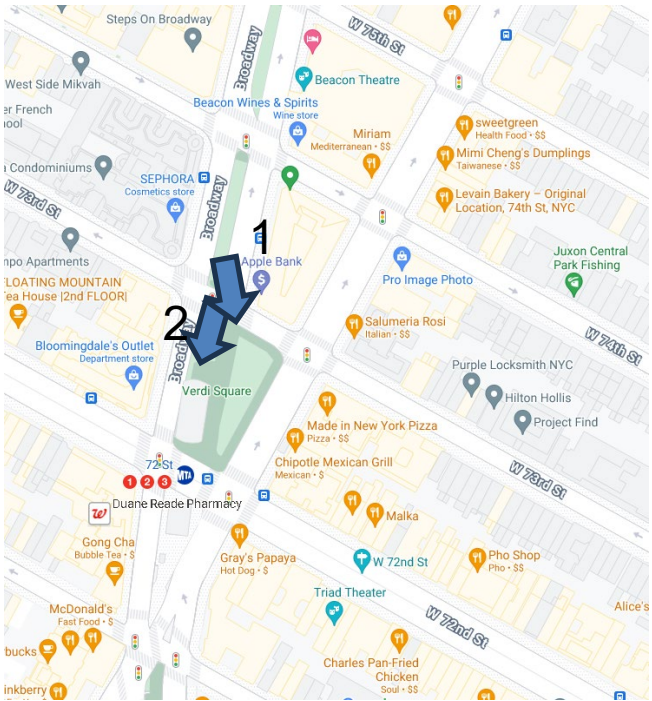 Steps On Broadway
W 75th St
Broadway
West Side Mikvah
Beacon Theatre
er French
ool
Beacon Wines & Spirits
Wine store
Miriam
Mediterranean • $$
sweetgreen
Health Food • $$
Mimi Cheng's Dumplings
Taiwanese • $$
a Condominiums
SEPHORA
Cosmetics store
Levain Bakery – Original
Location, 74th St, NYC
W 73rd St
Broadway
1
mpo Apartments
Apple Bank
Juxon Central
Park Fishing
Pro Image Photo
LOATING MOUNTAIN
ea House |2nd FLOOR|
2
Salumeria Rosi
Italian • $$
W 74th St
Bloomingdale's Outlet
Department store
Broadway
Purple Locksmith NYC
Hilton Hollis
Verdi Square
Project Find
Made in New York Pizza
Pizza • $$
72 St
MTA
1 2 3
Chipotle Mexican Grill
Mexican • $
W 73rd St
Duane Reade Pharmacy
Malka
Gong Cha
Bubble Tea • $
Gray's Papaya
Hot Dog • $
W 72nd St
Pho Shop
Pho • $$
Triad Theater
McDonald's
Fast Food • $
W 72nd St
Alice's
bucks
Charles Pan-Fried
Chicken
Soul • $$
inkberry